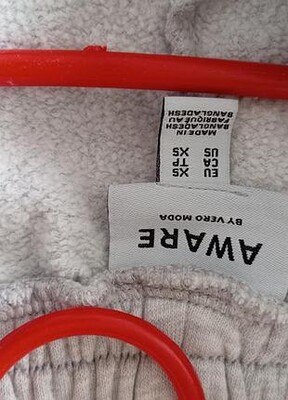 AWARE
BY VERO MODA
EU XS
CA TP
US XS
MADE IN
BANGLADESH
FABRIQUÉ AU
BANGLADESH